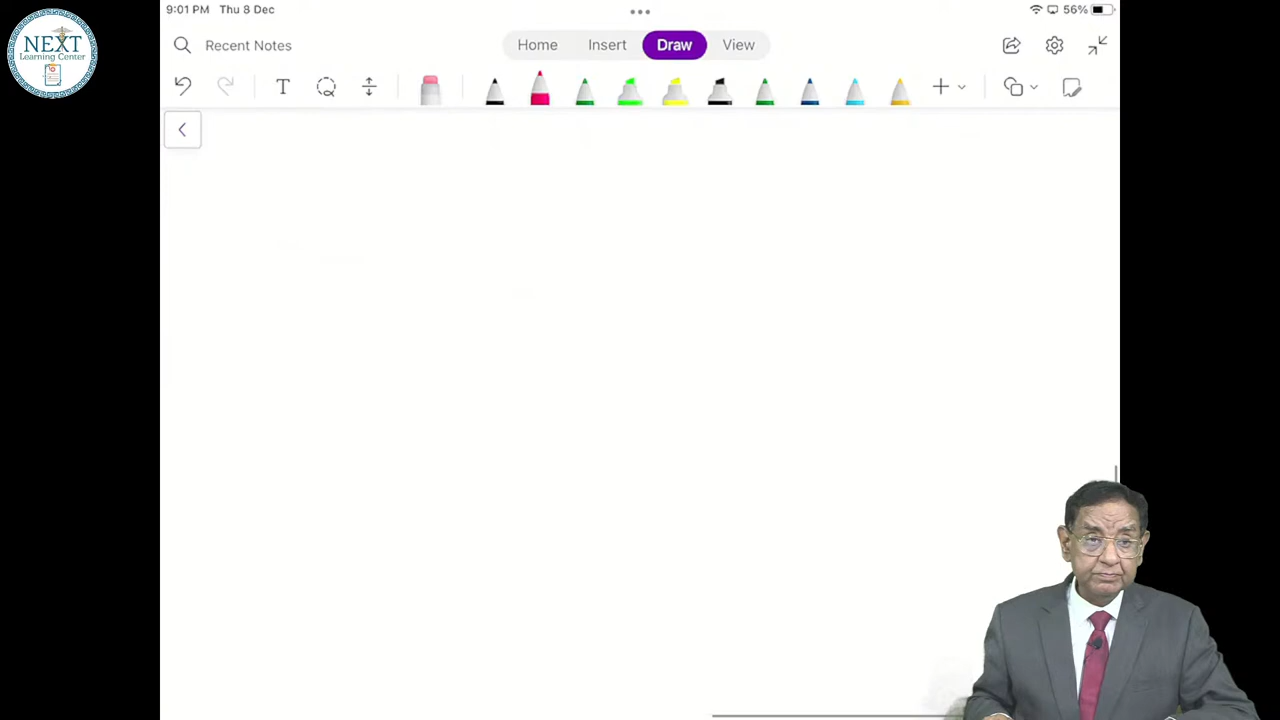 9:01 PM Thu 8 Dec
56%
NEXT
Learning Center
Recent Notes
Home Insert Draw View
T